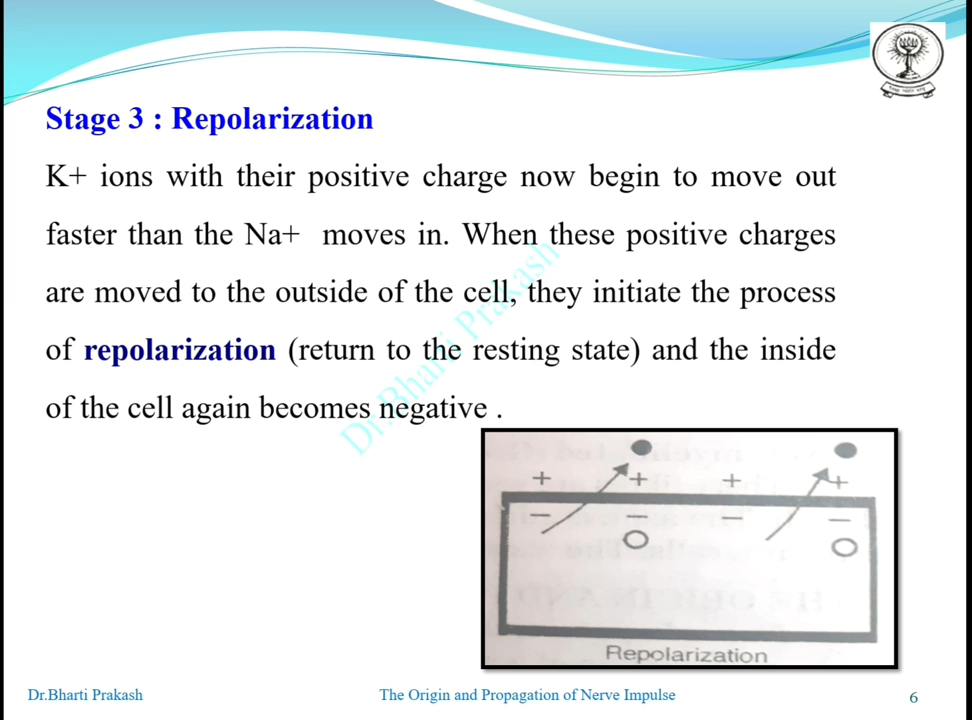 Stage 3 : Repolarization
K+ ions with their positive charge now begin to move out
faster than the Na+ moves in. When these positive charges
are moved to the outside of the cell, they initiate the process
of repolarization (return to the resting state) and the inside
of the cell again becomes negative .
Dr.Bharti Prakash
+ + + +
− − − −
Repolarization
Dr.Bharti Prakash
The Origin and Propagation of Nerve Impulse
6